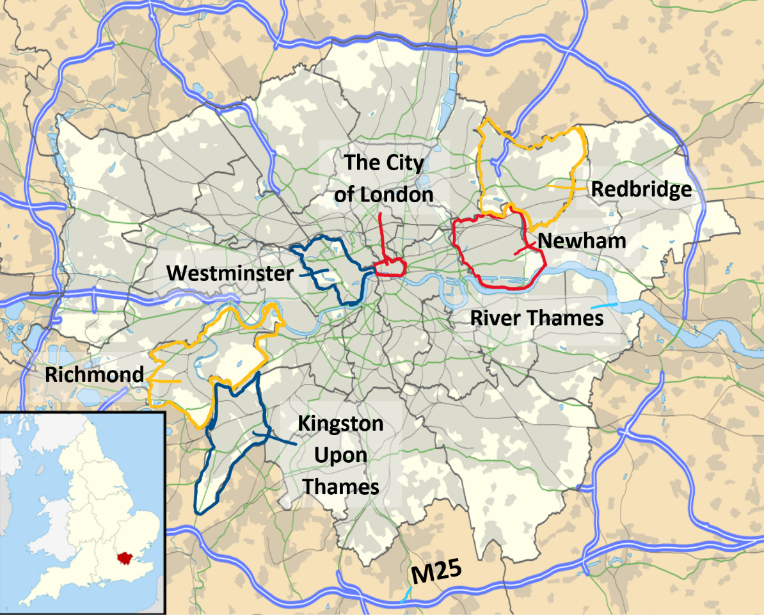 The City
of London
Redbridge
Newham
Westminster
River Thames
Richmond
Kingston
Upon
Thames
M25